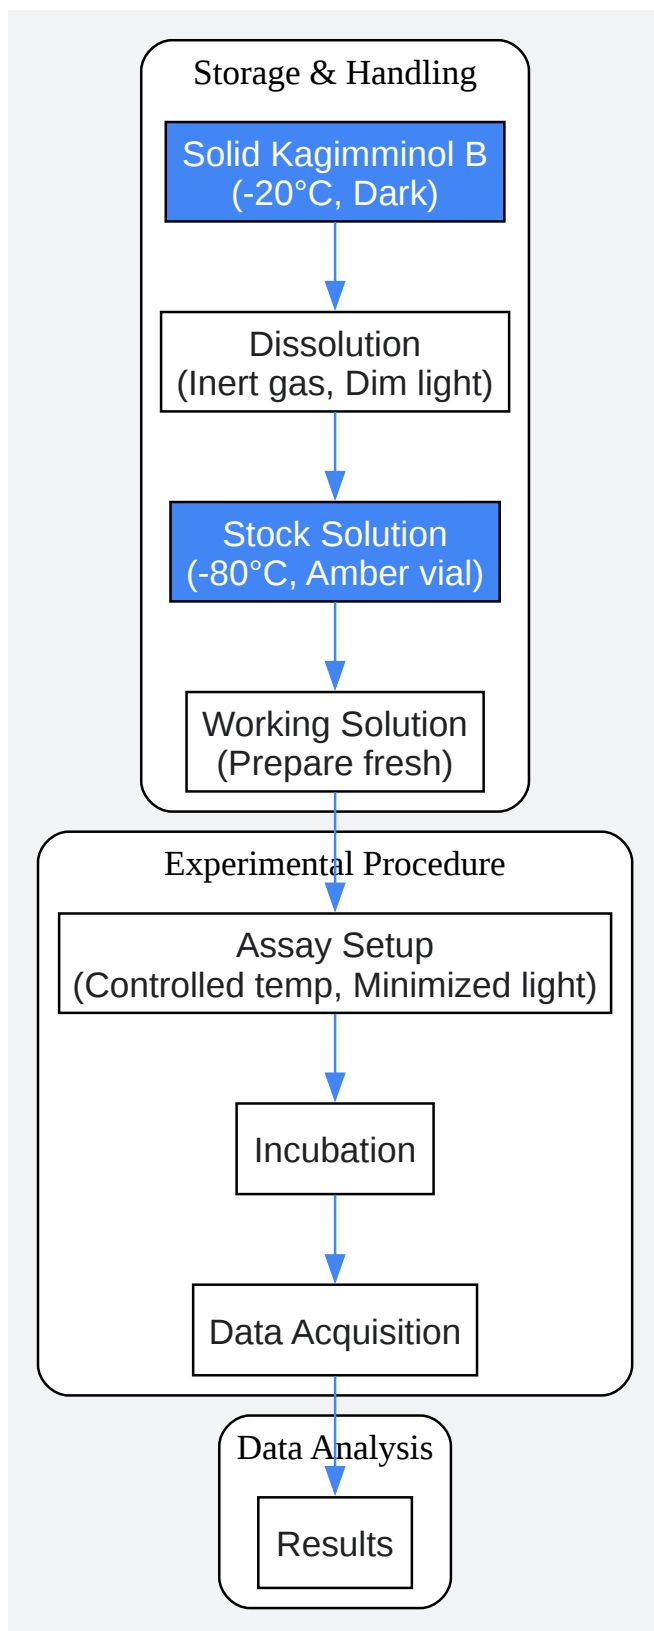 Storage & Handling
Solid Kagimminol B
(-20°C, Dark)
Dissolution
(Inert gas, Dim light)
Stock Solution
(-80°C, Amber vial)
Working Solution
(Prepare fresh)
Experimental Procedure
Assay Setup
(Controlled temp, Minimized light)
Incubation
Data Acquisition
Data Analysis
Results